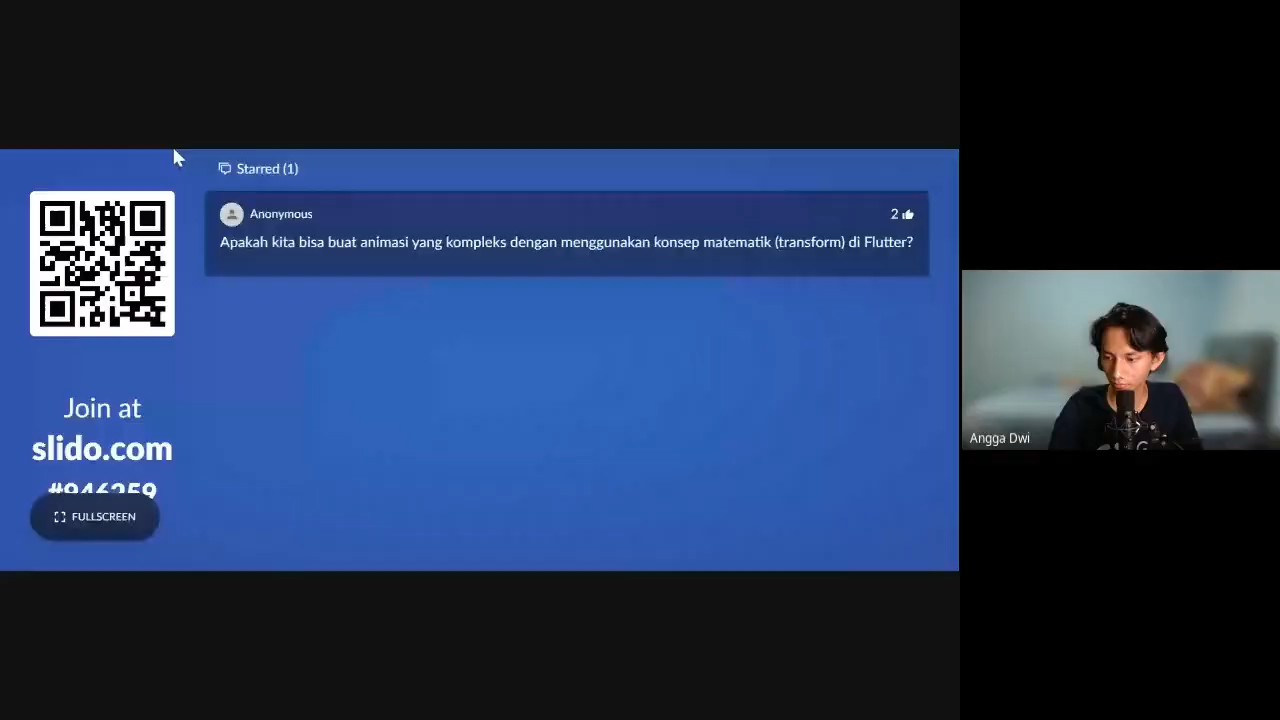 Starred (1)
Anonymous
2
Apakah kita bisa buat animasi yang kompleks dengan menggunakan konsep matematik (transform) di Flutter?
Join at
slido.com
#946259
FULLSCREEN
Angga Dwi